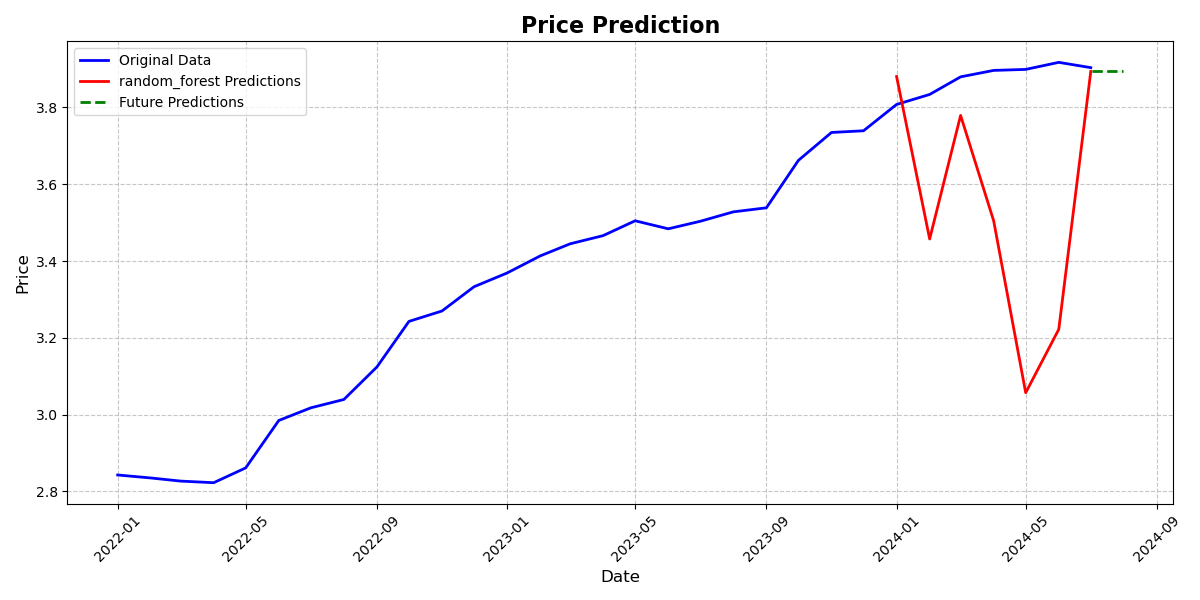 Price Prediction
Original Data
random_forest Predictions
Future Predictions
Price
3.8
3.6
3.4
3.2
3.0
2.8
2022-01
2022-05
2022-09
2023-01
2023-05
2023-09
2024-01
2024-05
2024-09
Date